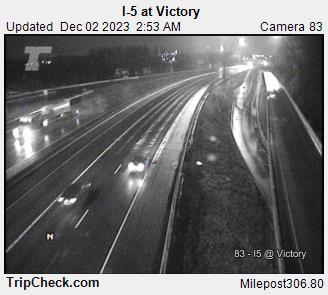 I-5 at Victory
Updated Dec 02 2023 2:53 AM Camera 83
T
N
83 - I5 @ Victory
TripCheck.com Milepost306.80